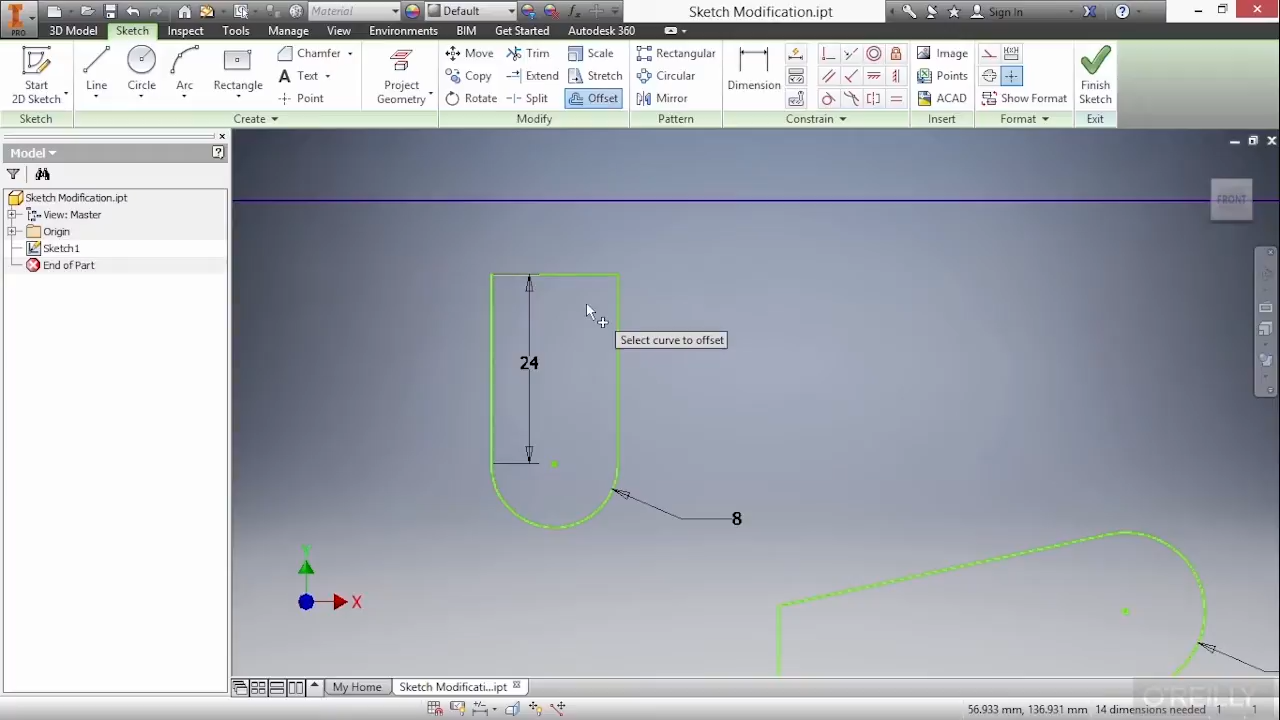 PRO
Material
Default
Sketch Modification.ipt
Sign In
3D Model Sketch Inspect Tools Manage View Environments BIM Get Started Autodesk 360
Start
2D Sketch
Line
Circle
Arc
Rectangle
Chamfer
Text
Point
Project
Geometry
Move
Copy
Rotate
Trim
Extend
Split
Scale
Stretch
Offset
Rectangular
Circular
Mirror
Dimension
Image
Points
ACAD
Show Format
Finish
Sketch
Sketch Create Modify Pattern Constrain Insert Format Exit
Model
Sketch Modification.ipt
View: Master
Origin
Sketch1
End of Part
FRONT
24
Select curve to offset
8
Y
X
My Home
Sketch Modificati...ipt
O'REILLY
56.933 mm, 136.931 mm 14 dimensions needed 1 1